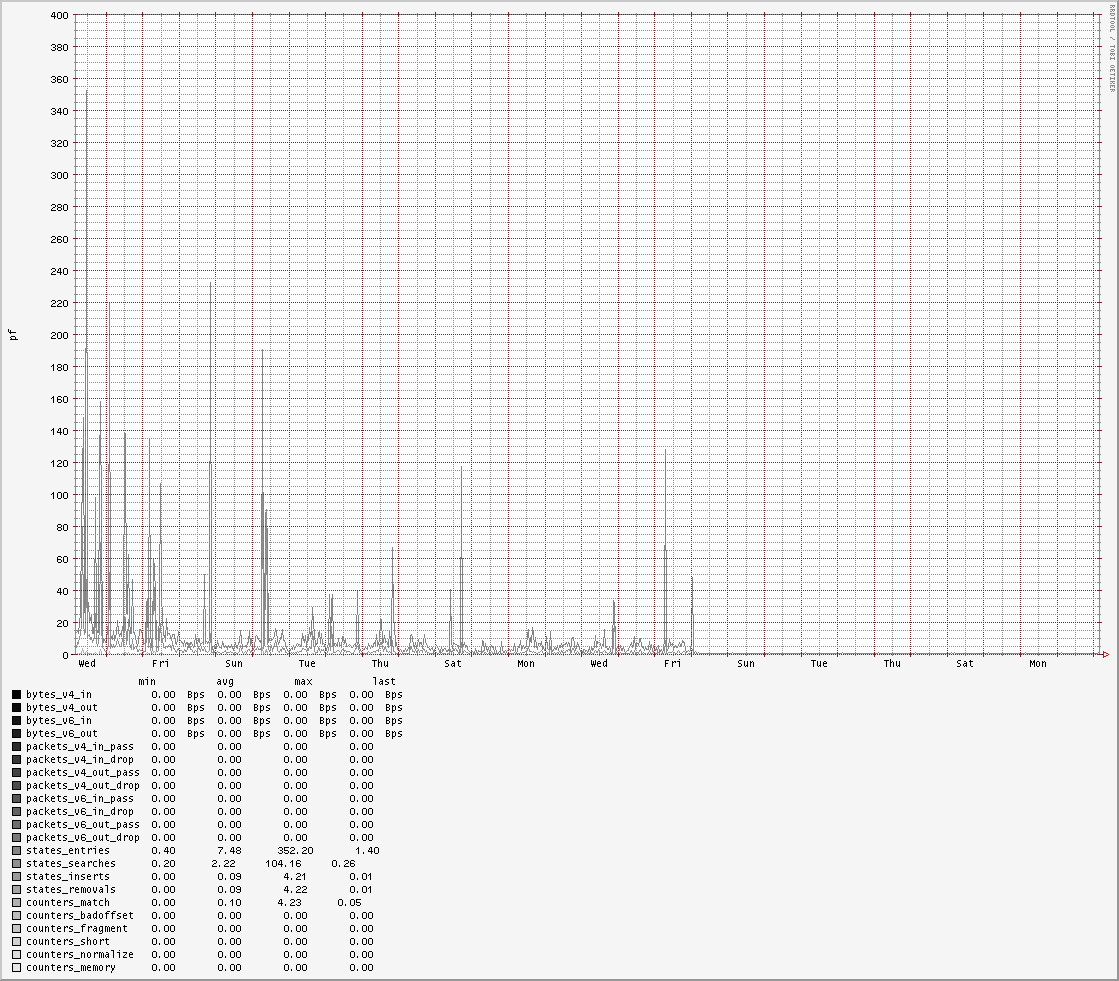 RRDTOOL / TOBI OETIKER
400
380
360
340
320
300
280
260
240
220
200
180
160
140
120
100
80
60
40
20
0
pf
Wed Fri Sun Tue Thu Sat Mon Wed Fri Sun Tue Thu Sat Mon
min avg max last
bytes_v4_in 0.00 Bps 0.00 Bps 0.00 Bps 0.00 Bps
bytes_v4_out 0.00 Bps 0.00 Bps 0.00 Bps 0.00 Bps
bytes_v6_in 0.00 Bps 0.00 Bps 0.00 Bps 0.00 Bps
bytes_v6_out 0.00 Bps 0.00 Bps 0.00 Bps 0.00 Bps
packets_v4_in_pass 0.00 0.00 0.00 0.00
packets_v4_in_drop 0.00 0.00 0.00 0.00
packets_v4_out_pass 0.00 0.00 0.00 0.00
packets_v4_out_drop 0.00 0.00 0.00 0.00
packets_v6_in_pass 0.00 0.00 0.00 0.00
packets_v6_in_drop 0.00 0.00 0.00 0.00
packets_v6_out_pass 0.00 0.00 0.00 0.00
packets_v6_out_drop 0.00 0.00 0.00 0.00
states_entries 0.40 7.48 352.20 1.40
states_searches 0.20 2.22 104.16 0.26
states_inserts 0.00 0.09 4.21 0.01
states_removals 0.00 0.09 4.22 0.01
counters_match 0.00 0.10 4.23 0.05
counters_badoffset 0.00 0.00 0.00 0.00
counters_fragment 0.00 0.00 0.00 0.00
counters_short 0.00 0.00 0.00 0.00
counters_normalize 0.00 0.00 0.00 0.00
counters_memory 0.00 0.00 0.00 0.00